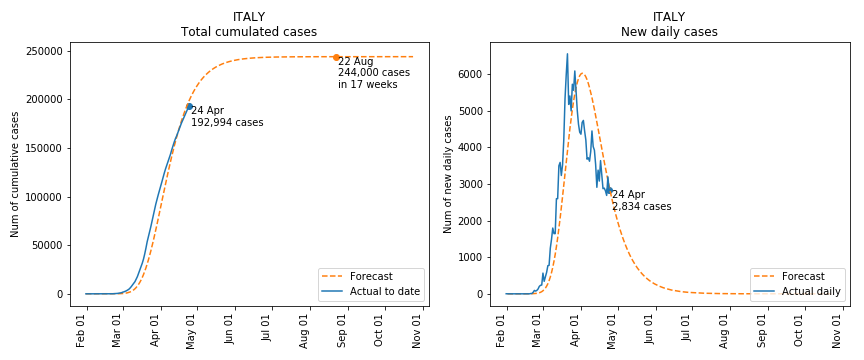 ITALY
Total cumulated cases
Num of cumulative cases
250000
200000
150000
100000
50000
0
22 Aug
244,000 cases
in 17 weeks
24 Apr
192,994 cases
Forecast
Actual to date
Feb 01
Mar 01
Apr 01
May 01
Jun 01
Jul 01
Aug 01
Sep 01
Oct 01
Nov 01
ITALY
New daily cases
Num of new daily cases
6000
5000
4000
3000
2000
1000
0
24 Apr
2,834 cases
Forecast
Actual daily
Feb 01
Mar 01
Apr 01
May 01
Jun 01
Jul 01
Aug 01
Sep 01
Oct 01
Nov 01